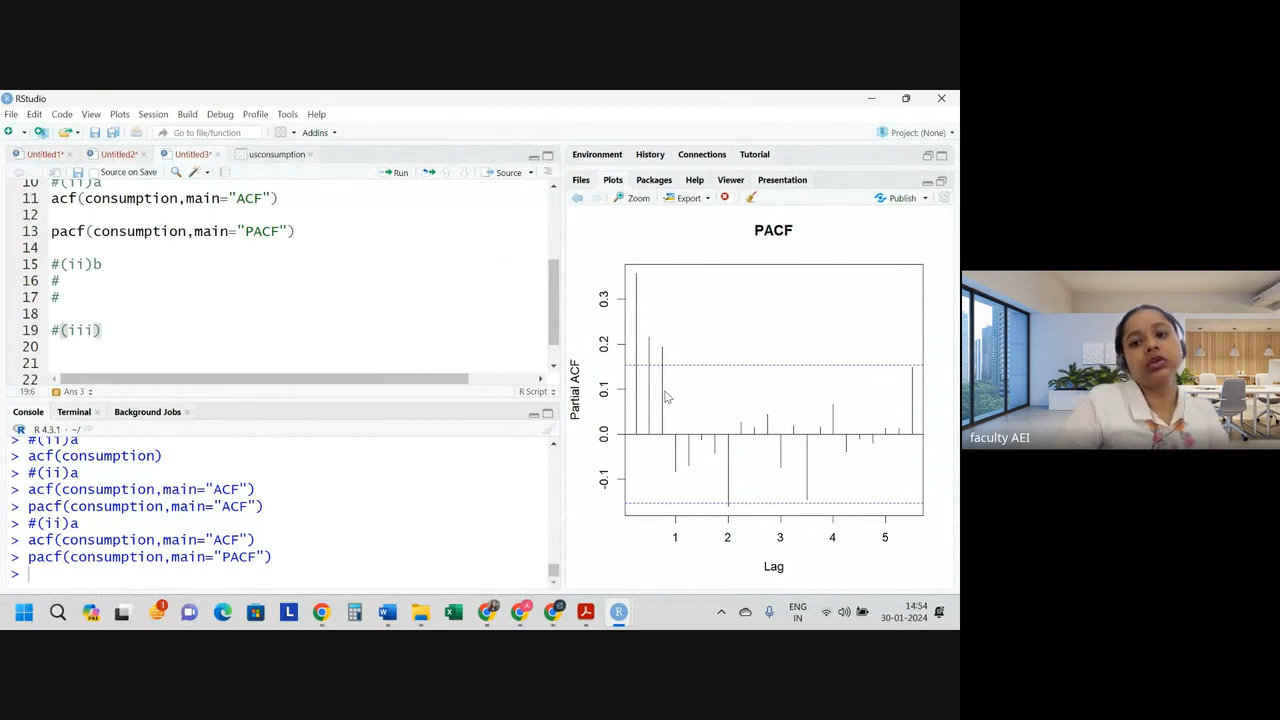 RStudio
File Edit Code View Plots Session Build Debug Profile Tools Help
Go to file/function Addins Project: (None)
Untitled1* Untitled2* Untitled3* usconsumption
Source on Save Run Source
10 #(ii)a
11 acf(consumption,main="ACF")
12
13 pacf(consumption,main="PACF")
14
15 #(ii)b
16 #
17 #
18
19 #(iii)
20
21
22
19:6 Ans 3 R Script
Console Terminal Background Jobs
R 4.3.1 · ~/
> #(ii)a
> acf(consumption)
> #(ii)a
> acf(consumption,main="ACF")
> pacf(consumption,main="ACF")
> #(ii)a
> acf(consumption,main="ACF")
> pacf(consumption,main="PACF")
>
Environment History Connections Tutorial
Files Plots Packages Help Viewer Presentation
Zoom Export Publish
PACF
Partial ACF
0.3
0.2
0.1
0.0
-0.1
1 2 3 4 5
Lag
faculty AEI
ENG
IN
14:54
30-01-2024